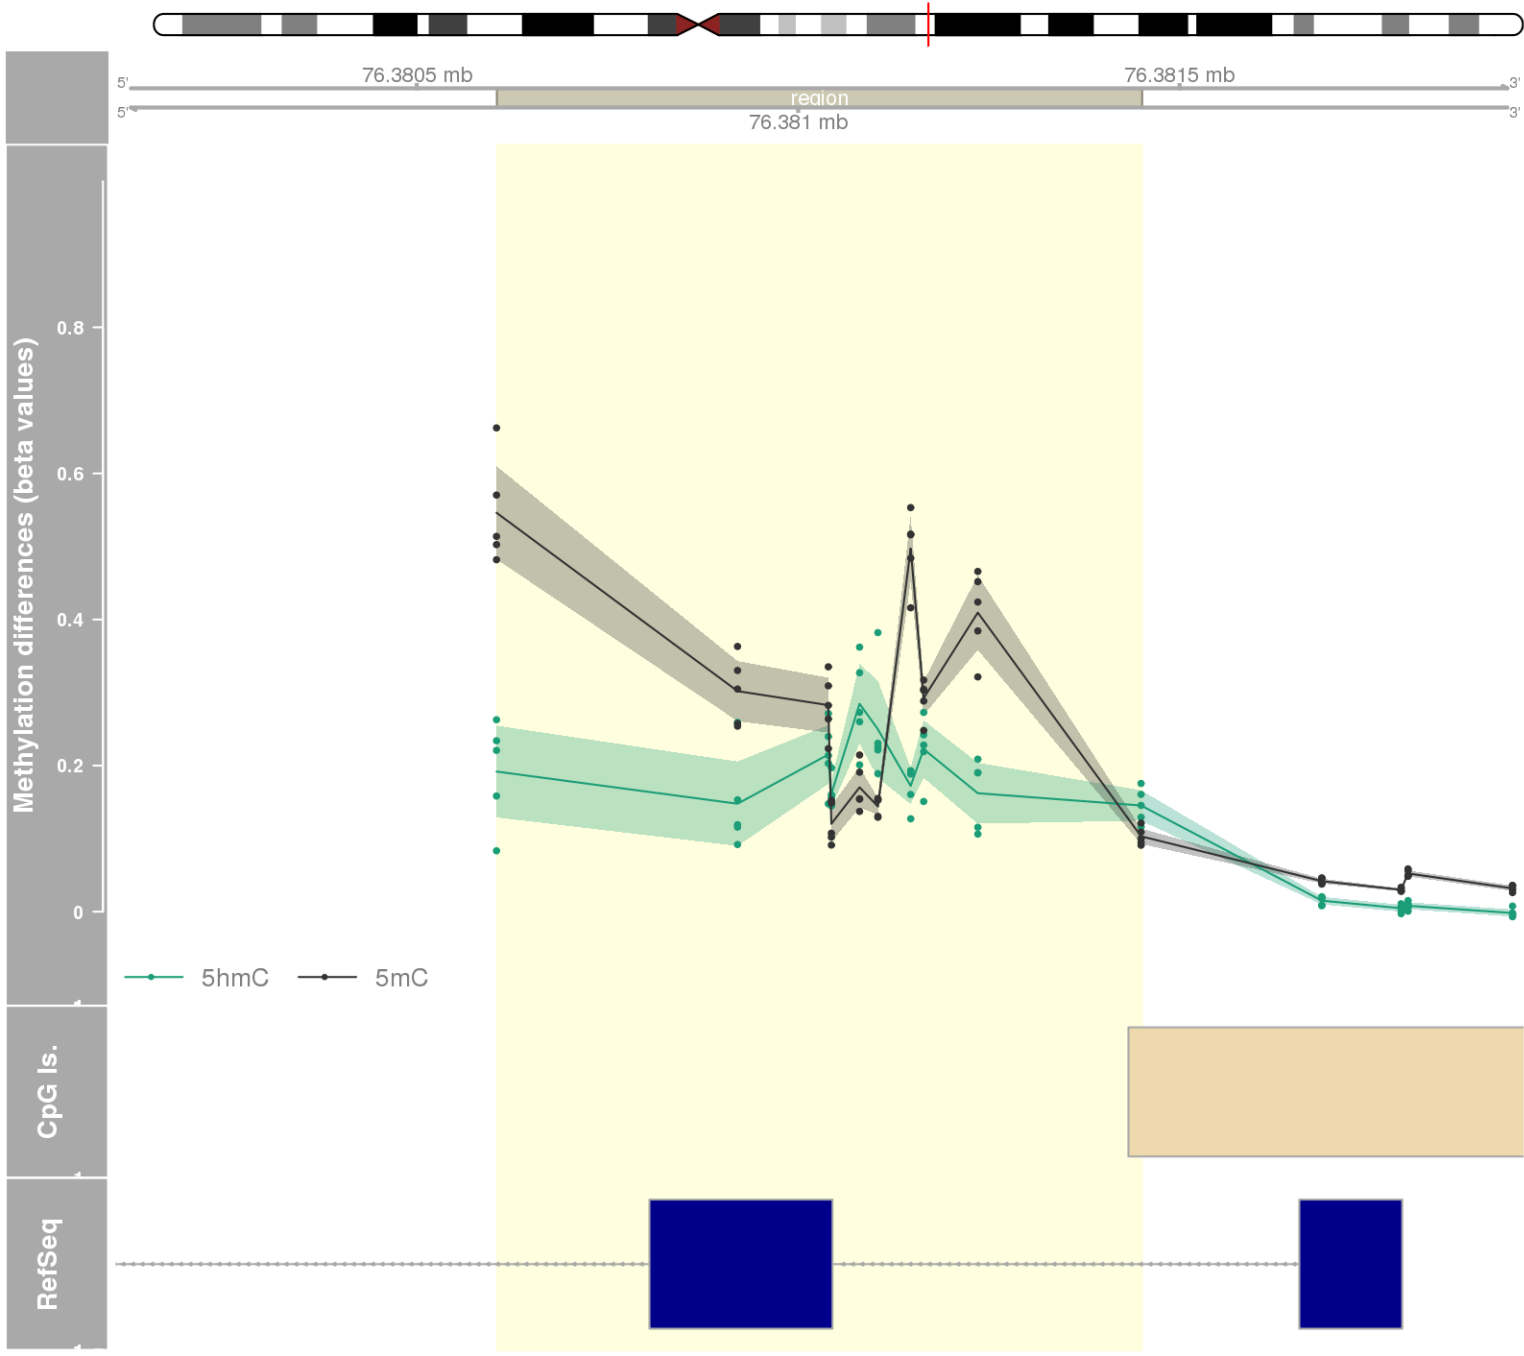 76.3805 mb
76.3815 mb
5'
3'
region
5'
3'
76.381 mb
Methylation differences (beta values)
0.8
0.6
0.4
0.2
0
5hmC
5mC
CpG Is.
RefSeq